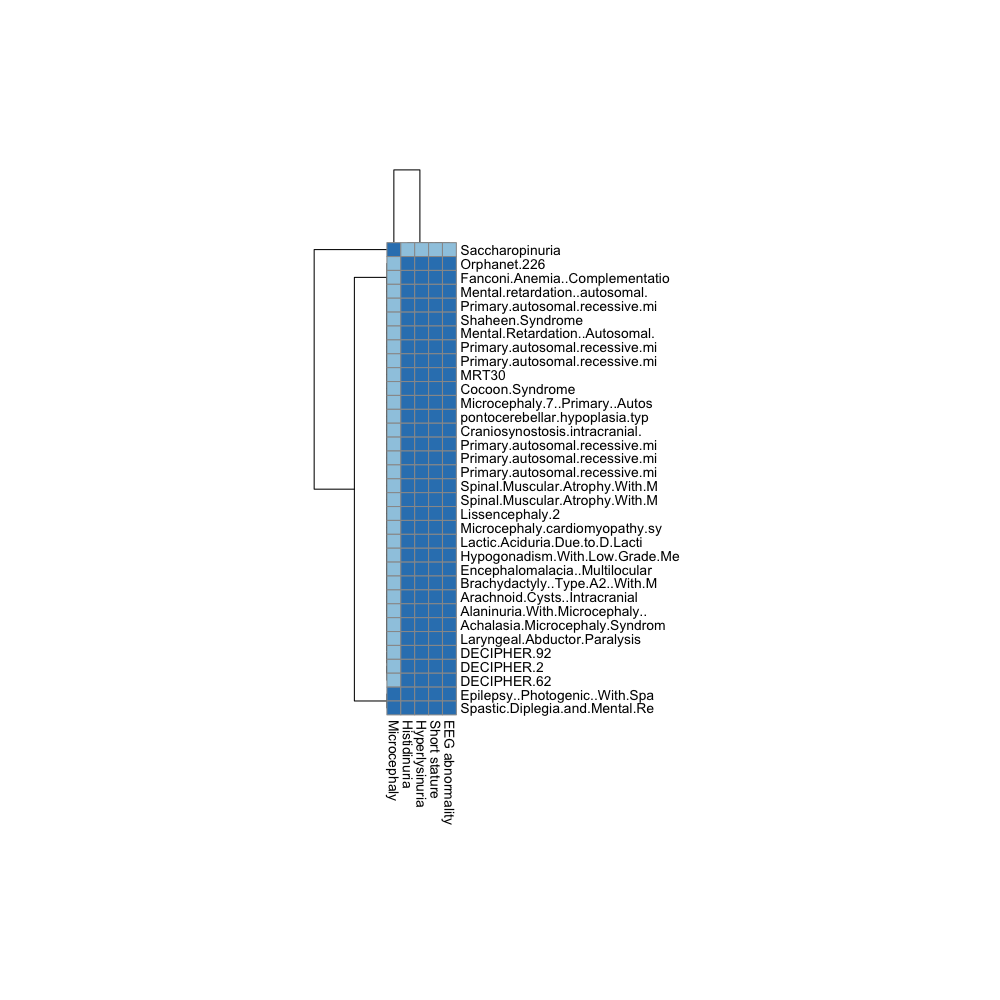 Saccharopinuria
Orphanet.226
Fanconi.Anemia..Complementatio
Mental.retardation..autosomal.
Primary.autosomal.recessive.mi
Shaheen.Syndrome
Mental.Retardation..Autosomal.
Primary.autosomal.recessive.mi
Primary.autosomal.recessive.mi
MRT30
Cocoon.Syndrome
Microcephaly.7..Primary..Autos
pontocerebellar.hypoplasia.typ
Craniosynostosis.intracranial.
Primary.autosomal.recessive.mi
Primary.autosomal.recessive.mi
Primary.autosomal.recessive.mi
Spinal.Muscular.Atrophy.With.M
Spinal.Muscular.Atrophy.With.M
Lissencephaly.2
Microcephaly.cardiomyopathy.sy
Lactic.Aciduria.Due.to.D.Lacti
Hypogonadism.With.Low.Grade.Me
Encephalomalacia..Multilocular
Brachydactyly..Type.A2..With.M
Arachnoid.Cysts..Intracranial
Alaninuria.With.Microcephaly..
Achalasia.Microcephaly.Syndrom
Laryngeal.Abductor.Paralysis
DECIPHER.92
DECIPHER.2
DECIPHER.62
Epilepsy..Photogenic..With.Spa
Spastic.Diplegia.and.Mental.Re
Microcephaly
Histidinuria
Hyperlysinuria
Short stature
EEG abnormality